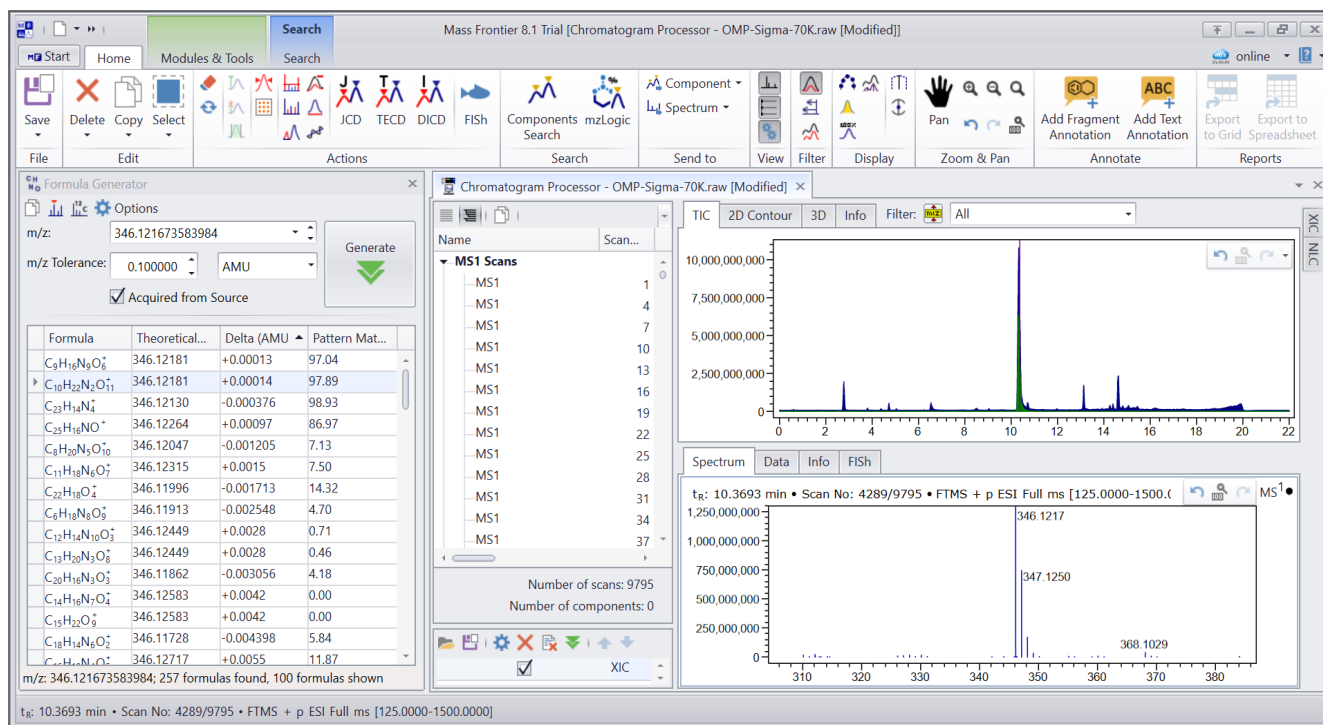 Search
Mass Frontier 8.1 Trial [Chromatogram Processor - OMP-Sigma-70K.raw [Modified]]
MF Start Home Modules & Tools Search online
Save Delete Copy Select JCD TECD DICD FISh Components Search mzLogic Component Spectrum Pan Add Fragment Annotation ABC Add Text Annotation Export to Grid Export to Spreadsheet
File Edit Actions Search Send to View Filter Display Zoom & Pan Annotate Reports
Formula Generator
Options
m/z: 346.121673583984
m/z Tolerance: 0.100000 AMU
Generate
Acquired from Source
Formula Theoretical... Delta (AMU Pattern Mat...
C₉H₁₆N₉O₆⁺ 346.12181 +0.00013 97.04
C₁₀H₂₂N₂O₁₁⁺ 346.12181 +0.00014 97.89
C₂₃H₁₄N₄⁺ 346.12130 -0.000376 98.93
C₂₅H₁₆NO⁺ 346.12264 +0.00097 86.97
C₈H₂₀N₅O₁₀⁺ 346.12047 -0.001205 7.13
C₁₁H₁₈N₆O₇⁺ 346.12315 +0.0015 7.50
C₂₂H₁₈O₄⁺ 346.11996 -0.001713 14.32
C₆H₁₈N₈O₉⁺ 346.11913 -0.002548 4.70
C₁₂H₁₄N₁₀O₃⁺ 346.12449 +0.0028 0.71
C₁₃H₂₀N₃O₈⁺ 346.12449 +0.0028 0.46
C₂₀H₁₆N₃O₃⁺ 346.11862 -0.003056 4.18
C₁₄H₁₆N₇O₄⁺ 346.12583 +0.0042 0.00
C₁₅H₂₂O₉⁺ 346.12583 +0.0042 0.00
C₁₈H₁₄N₆O₂⁺ 346.11728 -0.004398 5.84
346.12717 +0.0055 11.87
m/z: 346.121673583984; 257 formulas found, 100 formulas shown
Chromatogram Processor - OMP-Sigma-70K.raw [Modified]
Name Scan...
MS1 Scans
MS1 1
MS1 4
MS1 7
MS1 10
MS1 13
MS1 16
MS1 19
MS1 22
MS1 25
MS1 28
MS1 31
MS1 34
MS1 37
Number of scans: 9795
Number of components: 0
XIC
TIC 2D Contour 3D Info Filter: m/z All
XIC
NLC
10,000,000,000
7,500,000,000
5,000,000,000
2,500,000,000
0
0 2 4 6 8 10 12 14 16 18 20 22
Spectrum Data Info FISh
tR: 10.3693 min • Scan No: 4289/9795 • FTMS + p ESI Full ms [125.0000-1500.( MS¹
1,250,000,000
1,000,000,000
750,000,000
500,000,000
250,000,000
0
346.1217
347.1250
368.1029
310 320 330 340 350 360 370 380
tR: 10.3693 min • Scan No: 4289/9795 • FTMS + p ESI Full ms [125.0000-1500.0000]